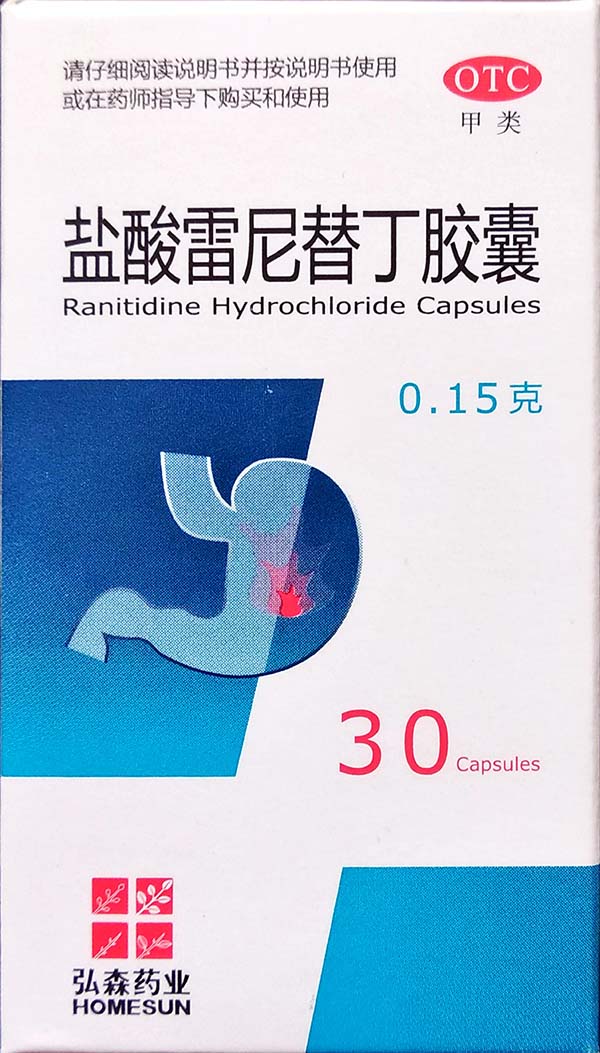 请仔细阅读说明书并按说明书使用
或在药师指导下购买和使用
OTC
甲类
盐酸雷尼替丁胶囊
Ranitidine Hydrochloride Capsules
0.15克
30 Capsules
弘森药业
HOMESUN